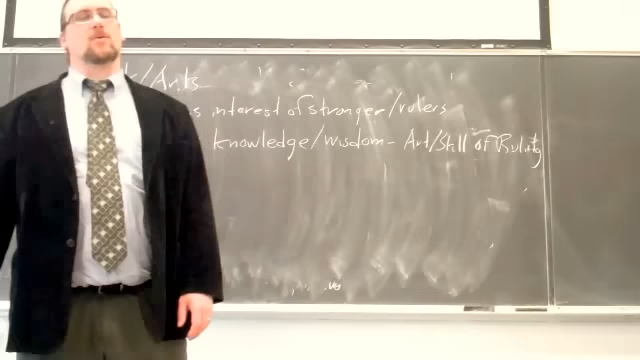 /Arts
interest of stronger/rulers
knowledge/wisdom - Art/Skill of Ruling